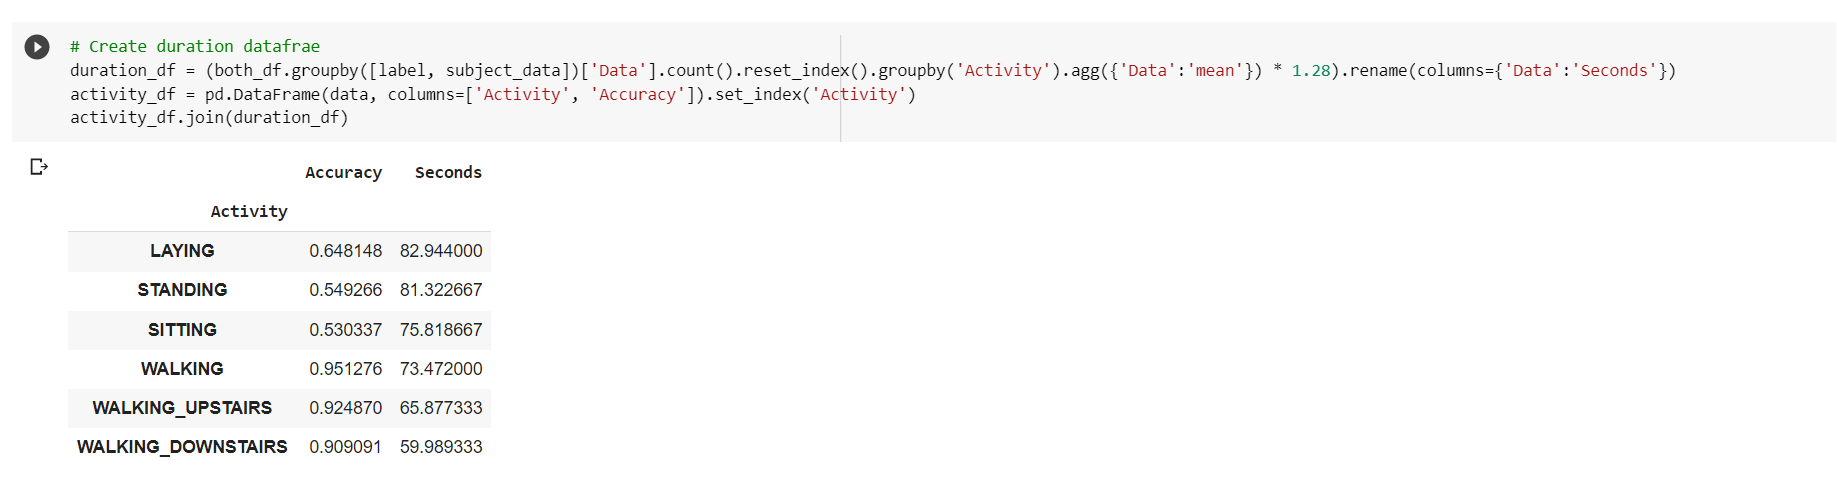 # Create duration datafrae
duration_df = (both_df.groupby([label, subject_data])['Data'].count().reset_index().groupby('Activity').agg({'Data':'mean'}) * 1.28).rename(columns={'Data':'Seconds'})
activity_df = pd.DataFrame(data, columns=['Activity', 'Accuracy']).set_index('Activity')
activity_df.join(duration_df)
Accuracy Seconds
Activity
LAYING 0.648148 82.944000
STANDING 0.549266 81.322667
SITTING 0.530337 75.818667
WALKING 0.951276 73.472000
WALKING_UPSTAIRS 0.924870 65.877333
WALKING_DOWNSTAIRS 0.909091 59.989333